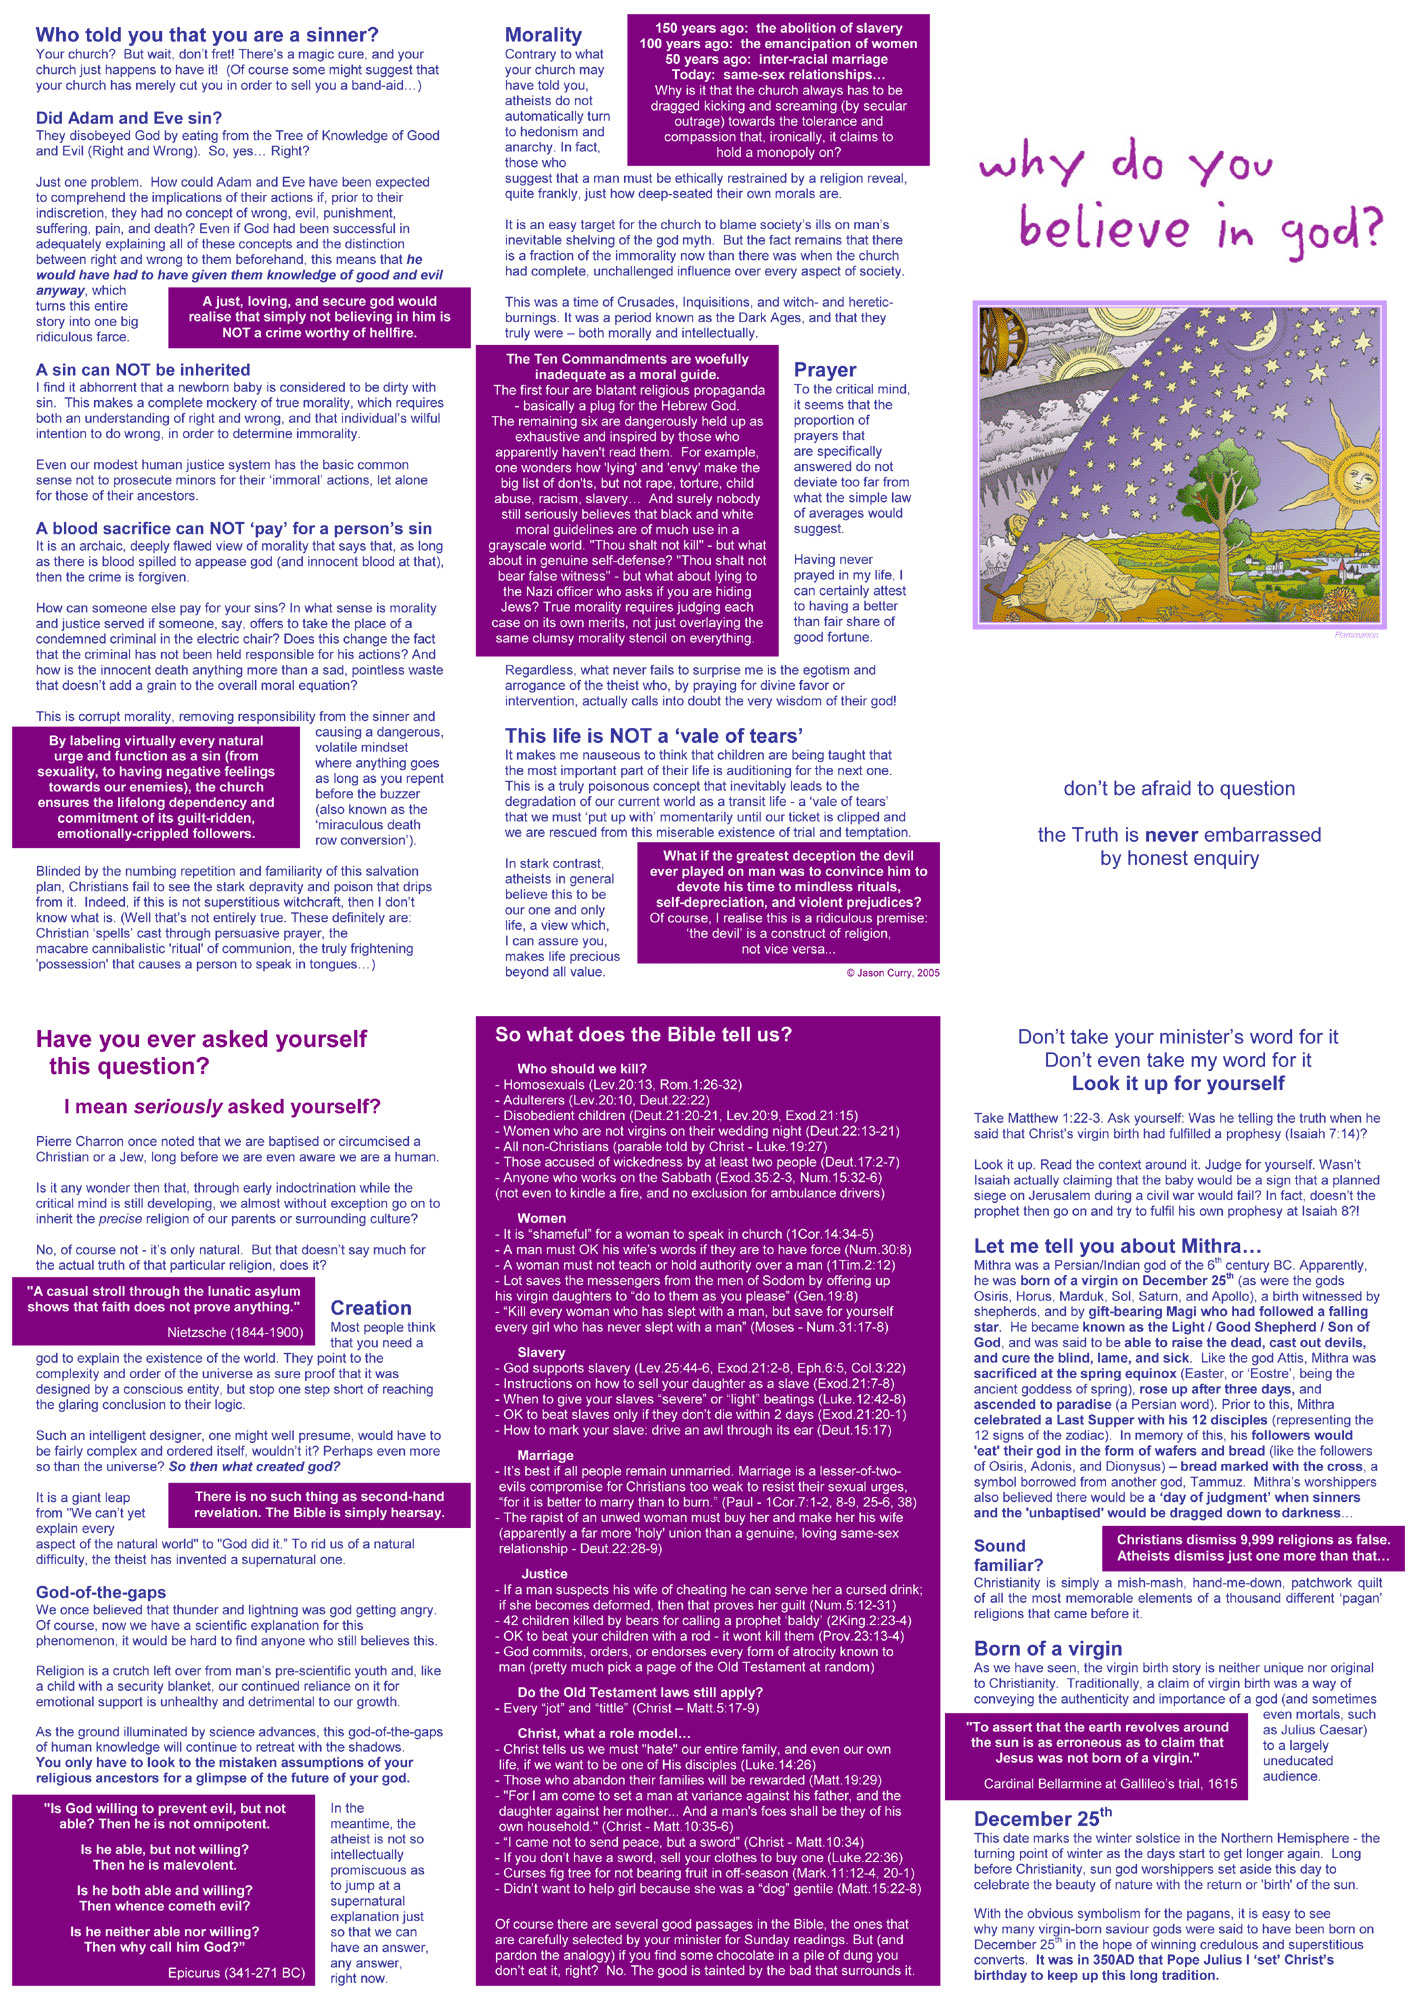 Who told you that you are a sinner?
Your church?  But wait, don't fret! There's a magic cure, and your
church just happens to have it!  (Of course some might suggest that
your church has merely cut you in order to sell you a band-aid…)
Did Adam and Eve sin?
They disobeyed God by eating from the Tree of Knowledge of Good
and Evil (Right and Wrong).  So, yes… Right?
Just one problem.  How could Adam and Eve have been expected
to comprehend the implications of their actions if, prior to their
indiscretion, they had no concept of wrong, evil, punishment,
suffering, pain, and death? Even if God had been successful in
adequately explaining all of these concepts and the distinction
between right and wrong to them beforehand, this means that he
would have had to have given them knowledge of good and evil
anyway, which
turns this entire
story into one big
ridiculous farce.
A just, loving, and secure god would
realise that simply not believing in him is
NOT a crime worthy of hellfire.
A sin can NOT be inherited
I find it abhorrent that a newborn baby is considered to be dirty with
sin.  This makes a complete mockery of true morality, which requires
both an understanding of right and wrong, and that individual's wilful
intention to do wrong, in order to determine immorality.
Even our modest human justice system has the basic common
sense not to prosecute minors for their 'immoral' actions, let alone
for those of their ancestors.
A blood sacrifice can NOT 'pay' for a person's sin
It is an archaic, deeply flawed view of morality that says that, as long
as there is blood spilled to appease god (and innocent blood at that),
then the crime is forgiven.
How can someone else pay for your sins? In what sense is morality
and justice served if someone, say, offers to take the place of a
condemned criminal in the electric chair? Does this change the fact
that the criminal has not been held responsible for his actions? And
how is the innocent death anything more than a sad, pointless waste
that doesn't add a grain to the overall moral equation?
This is corrupt morality, removing responsibility from the sinner and
causing a dangerous,
volatile mindset
where anything goes
as long as you repent
before the buzzer
(also known as the
'miraculous death
row conversion').
By labeling virtually every natural
urge and function as a sin (from
sexuality, to having negative feelings
towards our enemies), the church
ensures the lifelong dependency and
commitment of its guilt-ridden,
emotionally-crippled followers.
Blinded by the numbing repetition and familiarity of this salvation
plan, Christians fail to see the stark depravity and poison that drips
from it.  Indeed, if this is not superstitious witchcraft, then I don't
know what is. (Well that's not entirely true. These definitely are:
Christian 'spells' cast through persuasive prayer, the
macabre cannibalistic 'ritual' of communion, the truly frightening
'possession' that causes a person to speak in tongues…)
Morality
Contrary to what
your church may
have told you,
atheists do not
automatically turn
to hedonism and
anarchy. In fact,
those who
suggest that a man must be ethically restrained by a religion reveal,
quite frankly, just how deep-seated their own morals are.
150 years ago:  the abolition of slavery
100 years ago:  the emancipation of women
50 years ago:  inter-racial marriage
Today:  same-sex relationships…
Why is it that the church always has to be
dragged kicking and screaming (by secular
outrage) towards the tolerance and
compassion that, ironically, it claims to
hold a monopoly on?
It is an easy target for the church to blame society's ills on man's
inevitable shelving of the god myth.  But the fact remains that there
is a fraction of the immorality now than there was when the church
had complete, unchallenged influence over every aspect of society.
This was a time of Crusades, Inquisitions, and witch- and heretic-
burnings. It was a period known as the Dark Ages, and that they
truly were – both morally and intellectually.
The Ten Commandments are woefully
inadequate as a moral guide.
The first four are blatant religious propaganda
- basically a plug for the Hebrew God.
The remaining six are dangerously held up as
exhaustive and inspired by those who
apparently haven't read them.  For example,
one wonders how 'lying' and 'envy' make the
big list of don'ts, but not rape, torture, child
abuse, racism, slavery…  And surely nobody
still seriously believes that black and white
moral guidelines are of much use in a
grayscale world. "Thou shalt not kill" - but what
about in genuine self-defense? "Thou shalt not
bear false witness" - but what about lying to
the Nazi officer who asks if you are hiding
Jews? True morality requires judging each
case on its own merits, not just overlaying the
same clumsy morality stencil on everything.
Prayer
To the critical mind,
it seems that the
proportion of
prayers that
are specifically
answered do not
deviate too far from
what the simple law
of averages would
suggest.
Having never
prayed in my life, I
can certainly attest
to having a better
than fair share of
good fortune.
Regardless, what never fails to surprise me is the egotism and
arrogance of the theist who, by praying for divine favor or
intervention, actually calls into doubt the very wisdom of their god!
This life is NOT a 'vale of tears'
It makes me nauseous to think that children are being taught that
the most important part of their life is auditioning for the next one.
This is a truly poisonous concept that inevitably leads to the
degradation of our current world as a transit life - a 'vale of tears'
that we must 'put up with' momentarily until our ticket is clipped and
we are rescued from this miserable existence of trial and temptation.
In stark contrast,
atheists in general
believe this to be
our one and only
life, a view which,
I can assure you,
makes life precious
beyond all value.
What if the greatest deception the devil
ever played on man was to convince him to
devote his time to mindless rituals,
self-depreciation, and violent prejudices?
Of course, I realise this is a ridiculous premise:
'the devil' is a construct of religion,
not vice versa...
© Jason Curry, 2005
why do you
believe in god?
Flammarion
don't be afraid to question
the Truth is never embarrassed
by honest enquiry
Have you ever asked yourself
this question?
I mean seriously asked yourself?
Pierre Charron once noted that we are baptised or circumcised a
Christian or a Jew, long before we are even aware we are a human.
Is it any wonder then that, through early indoctrination while the
critical mind is still developing, we almost without exception go on to
inherit the precise religion of our parents or surrounding culture?
No, of course not - it's only natural.  But that doesn't say much for
the actual truth of that particular religion, does it?
"A casual stroll through the lunatic asylum
shows that faith does not prove anything."
Nietzsche (1844-1900)
Creation
Most people think
that you need a
god to explain the existence of the world. They point to the
complexity and order of the universe as sure proof that it was
designed by a conscious entity, but stop one step short of reaching
the glaring conclusion to their logic.
Such an intelligent designer, one might well presume, would have to
be fairly complex and ordered itself, wouldn't it? Perhaps even more
so than the universe? So then what created god?
It is a giant leap
from "We can't yet
explain every
aspect of the natural world" to "God did it." To rid us of a natural
difficulty, the theist has invented a supernatural one.
There is no such thing as second-hand
revelation. The Bible is simply hearsay.
God-of-the-gaps
We once believed that thunder and lightning was god getting angry.
Of course, now we have a scientific explanation for this
phenomenon, it would be hard to find anyone who still believes this.
Religion is a crutch left over from man's pre-scientific youth and, like
a child with a security blanket, our continued reliance on it for
emotional support is unhealthy and detrimental to our growth.
As the ground illuminated by science advances, this god-of-the-gaps
of human knowledge will continue to retreat with the shadows.
You only have to look to the mistaken assumptions of your
religious ancestors for a glimpse of the future of your god.
"Is God willing to prevent evil, but not
able? Then he is not omnipotent.
Is he able, but not willing?
Then he is malevolent.
Is he both able and willing?
Then whence cometh evil?
Is he neither able nor willing?
Then why call him God?"
Epicurus (341-271 BC)
In the
meantime, the
atheist is not so
intellectually
promiscuous as
to jump at a
supernatural
explanation just
so that we can
have an answer,
any answer,
right now.
So what does the Bible tell us?
Who should we kill?
- Homosexuals (Lev.20:13, Rom.1:26-32)
- Adulterers (Lev.20:10, Deut.22:22)
- Disobedient children (Deut.21:20-21, Lev.20:9, Exod.21:15)
- Women who are not virgins on their wedding night (Deut.22:13-21)
- All non-Christians (parable told by Christ - Luke.19:27)
- Those accused of wickedness by at least two people (Deut.17:2-7)
- Anyone who works on the Sabbath (Exod.35:2-3, Num.15:32-6)
(not even to kindle a fire, and no exclusion for ambulance drivers)
Women
- It is "shameful" for a woman to speak in church (1Cor.14:34-5)
- A man must OK his wife's words if they are to have force (Num.30:8)
- A woman must not teach or hold authority over a man (1Tim.2:12)
- Lot saves the messengers from the men of Sodom by offering up
his virgin daughters to "do to them as you please" (Gen.19:8)
- "Kill every woman who has slept with a man, but save for yourself
every girl who has never slept with a man" (Moses - Num.31:17-8)
Slavery
- God supports slavery (Lev.25:44-6, Exod.21:2-8, Eph.6:5, Col.3:22)
- Instructions on how to sell your daughter as a slave (Exod.21:7-8)
- When to give your slaves "severe" or "light" beatings (Luke.12:42-8)
- OK to beat slaves only if they don't die within 2 days (Exod.21:20-1)
- How to mark your slave: drive an awl through its ear (Deut.15:17)
Marriage
- It's best if all people remain unmarried. Marriage is a lesser-of-two-
evils compromise for Christians too weak to resist their sexual urges,
"for it is better to marry than to burn." (Paul - 1Cor.7:1-2, 8-9, 25-6, 38)
- The rapist of an unwed woman must buy her and make her his wife
(apparently a far more 'holy' union than a genuine, loving same-sex
relationship - Deut.22:28-9)
Justice
- If a man suspects his wife of cheating he can serve her a cursed drink;
if she becomes deformed, then that proves her guilt (Num.5:12-31)
- 42 children killed by bears for calling a prophet 'baldy' (2King.2:23-4)
- OK to beat your children with a rod - it wont kill them (Prov.23:13-4)
- God commits, orders, or endorses every form of atrocity known to
man (pretty much pick a page of the Old Testament at random)
Do the Old Testament laws still apply?
- Every "jot" and "tittle" (Christ – Matt.5:17-9)
Christ, what a role model…
- Christ tells us we must "hate" our entire family, and even our own
life, if we want to be one of His disciples (Luke.14:26)
- Those who abandon their families will be rewarded (Matt.19:29)
- "For I am come to set a man at variance against his father, and the
daughter against her mother... And a man's foes shall be they of his
own household." (Christ - Matt.10:35-6)
- "I came not to send peace, but a sword" (Christ - Matt.10:34)
- If you don't have a sword, sell your clothes to buy one (Luke.22:36)
- Curses fig tree for not bearing fruit in off-season (Mark.11:12-4, 20-1)
- Didn't want to help girl because she was a "dog" gentile (Matt.15:22-8)
Of course there are several good passages in the Bible, the ones that
are carefully selected by your minister for Sunday readings. But (and
pardon the analogy) if you find some chocolate in a pile of dung you
don't eat it, right?  No. The good is tainted by the bad that surrounds it.
Don't take your minister's word for it
Don't even take my word for it
Look it up for yourself
Take Matthew 1:22-3. Ask yourself: Was he telling the truth when he
said that Christ's virgin birth had fulfilled a prophesy (Isaiah 7:14)?
Look it up. Read the context around it. Judge for yourself. Wasn't
Isaiah actually claiming that the baby would be a sign that a planned
siege on Jerusalem during a civil war would fail? In fact, doesn't the
prophet then go on and try to fulfil his own prophesy at Isaiah 8?!
Let me tell you about Mithra…
Mithra was a Persian/Indian god of the 6th century BC. Apparently,
he was born of a virgin on December 25th (as were the gods
Osiris, Horus, Marduk, Sol, Saturn, and Apollo), a birth witnessed by
shepherds, and by gift-bearing Magi who had followed a falling
star.  He became known as the Light / Good Shepherd / Son of
God, and was said to be able to raise the dead, cast out devils,
and cure the blind, lame, and sick.  Like the god Attis, Mithra was
sacrificed at the spring equinox (Easter, or 'Eostre', being the
ancient goddess of spring), rose up after three days, and
ascended to paradise (a Persian word). Prior to this, Mithra
celebrated a Last Supper with his 12 disciples (representing the
12 signs of the zodiac).  In memory of this, his followers would
'eat' their god in the form of wafers and bread (like the followers
of Osiris, Adonis, and Dionysus) – bread marked with the cross, a
symbol borrowed from another god, Tammuz.  Mithra's worshippers
also believed there would be a 'day of judgment' when sinners
and the 'unbaptised' would be dragged down to darkness…
Christians dismiss 9,999 religions as false.
Atheists dismiss just one more than that…
Sound
familiar?
Christianity is simply a mish-mash, hand-me-down, patchwork quilt
of all the most memorable elements of a thousand different 'pagan'
religions that came before it.
Born of a virgin
As we have seen, the virgin birth story is neither unique nor original
to Christianity.  Traditionally, a claim of virgin birth was a way of
conveying the authenticity and importance of a god (and sometimes
even mortals, such
as Julius Caesar)
to a largely
uneducated
audience.
"To assert that the earth revolves around
the sun is as erroneous as to claim that
Jesus was not born of a virgin."
Cardinal Bellarmine at Gallileo's trial, 1615
December 25th
This date marks the winter solstice in the Northern Hemisphere - the
turning point of winter as the days start to get longer again.  Long
before Christianity, sun god worshippers set aside this day to
celebrate the beauty of nature with the return or 'birth' of the sun.
With the obvious symbolism for the pagans, it is easy to see
why many virgin-born saviour gods were said to have been born on
December 25th in the hope of winning credulous and superstitious
converts.  It was in 350AD that Pope Julius I 'set' Christ's
birthday to keep up this long tradition.